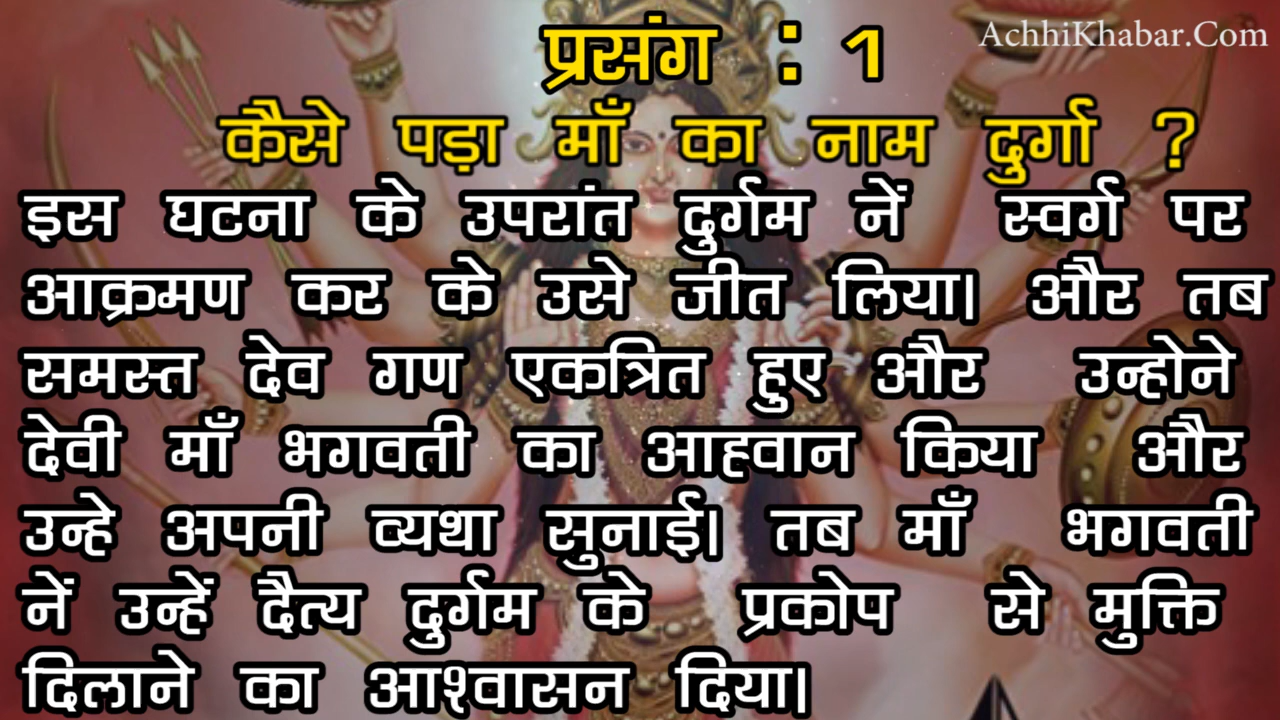 AchhiKhabar.Com
प्रसंग : 1
कैसे पड़ा माँ का नाम दुर्गा ?
इस घटना के उपरांत दुर्गम नें स्वर्ग पर
आक्रमण कर के उसे जीत लिया| और तब
समस्त देव गण एकत्रित हुए और उन्होने
देवी माँ भगवती का आहवान किया और
उन्हे अपनी व्यथा सुनाई| तब माँ भगवती
नें उन्हें दैत्य दुर्गम के प्रकोप से मुक्ति
दिलाने का आश्वासन दिया|